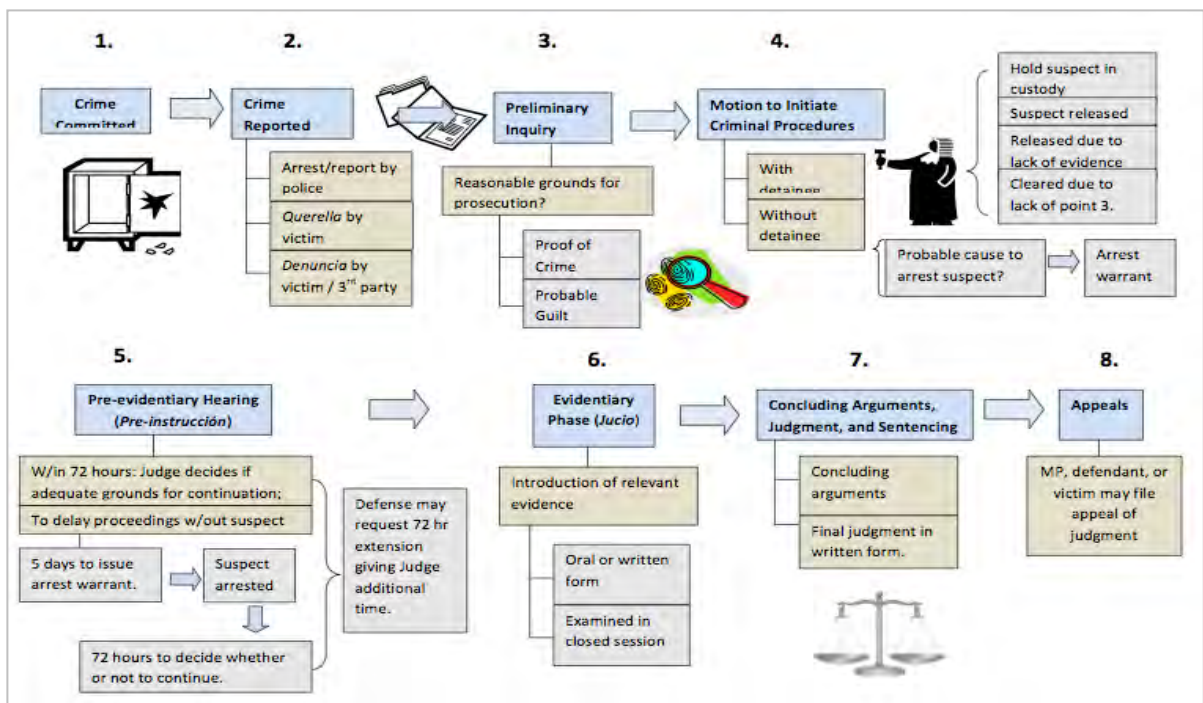 1.
2.
3.
4.
Crime
Committed
Crime
Reported
Preliminary
Inquiry
Motion to Initiate
Criminal Procedures
Arrest/report by
police
Querella by
victim
Denuncia by
victim / 3rd party
Reasonable grounds for
prosecution?
Proof of
Crime
Probable
Guilt
With
detainee
Without
detainee
Hold suspect in
custody
Suspect released
Released due to
lack of evidence
Cleared due to
lack of point 3.
Probable cause to
arrest suspect?
Arrest
warrant
5.
6.
7.
8.
Pre-evidentiary Hearing
(Pre-instrucción)
W/in 72 hours: Judge decides if
adequate grounds for continuation;
To delay proceedings w/out suspect
5 days to issue
arrest warrant.
Suspect
arrested
72 hours to decide whether
or not to continue.
Defense may
request 72 hr
extension
giving Judge
additional
time.
Evidentiary
Phase (Jucio)
Introduction of relevant
evidence
Oral or written
form
Examined in
closed session
Concluding Arguments,
Judgment, and Sentencing
Concluding
arguments
Final judgment in
written form.
Appeals
MP, defendant, or
victim may file
appeal of
judgment